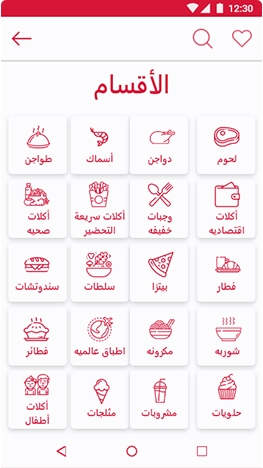 12:30
الأقسام
لحوم
دواجن
أسماك
طواجن
أكلات
اقتصاديه
وجبات
خفيفه
أكلات سريعة
التحضير
أكلات
صحيه
فطار
بيتزا
سلطات
سندوتشات
شوربه
مكرونه
اطباق عالميه
فطائر
حلويات
مشروبات
مثلجات
أكلات
أطفال